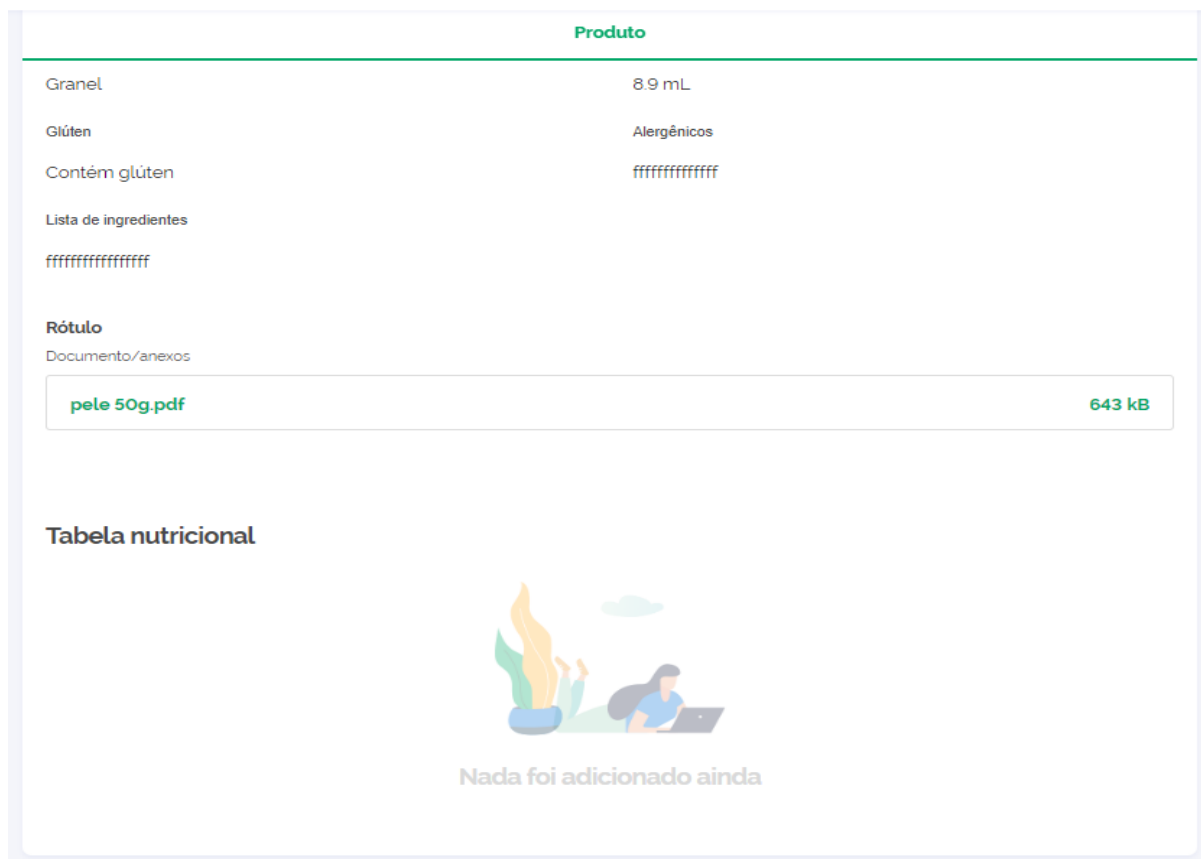 Produto
Granel 8.9 mL
Glúten Alergênicos
Contém glúten ffffffffffffff
Lista de ingredientes
fffffffffffffffff
Rótulo
Documento/anexos
pele 50g.pdf 643 kB
Tabela nutricional
Nada foi adicionado ainda